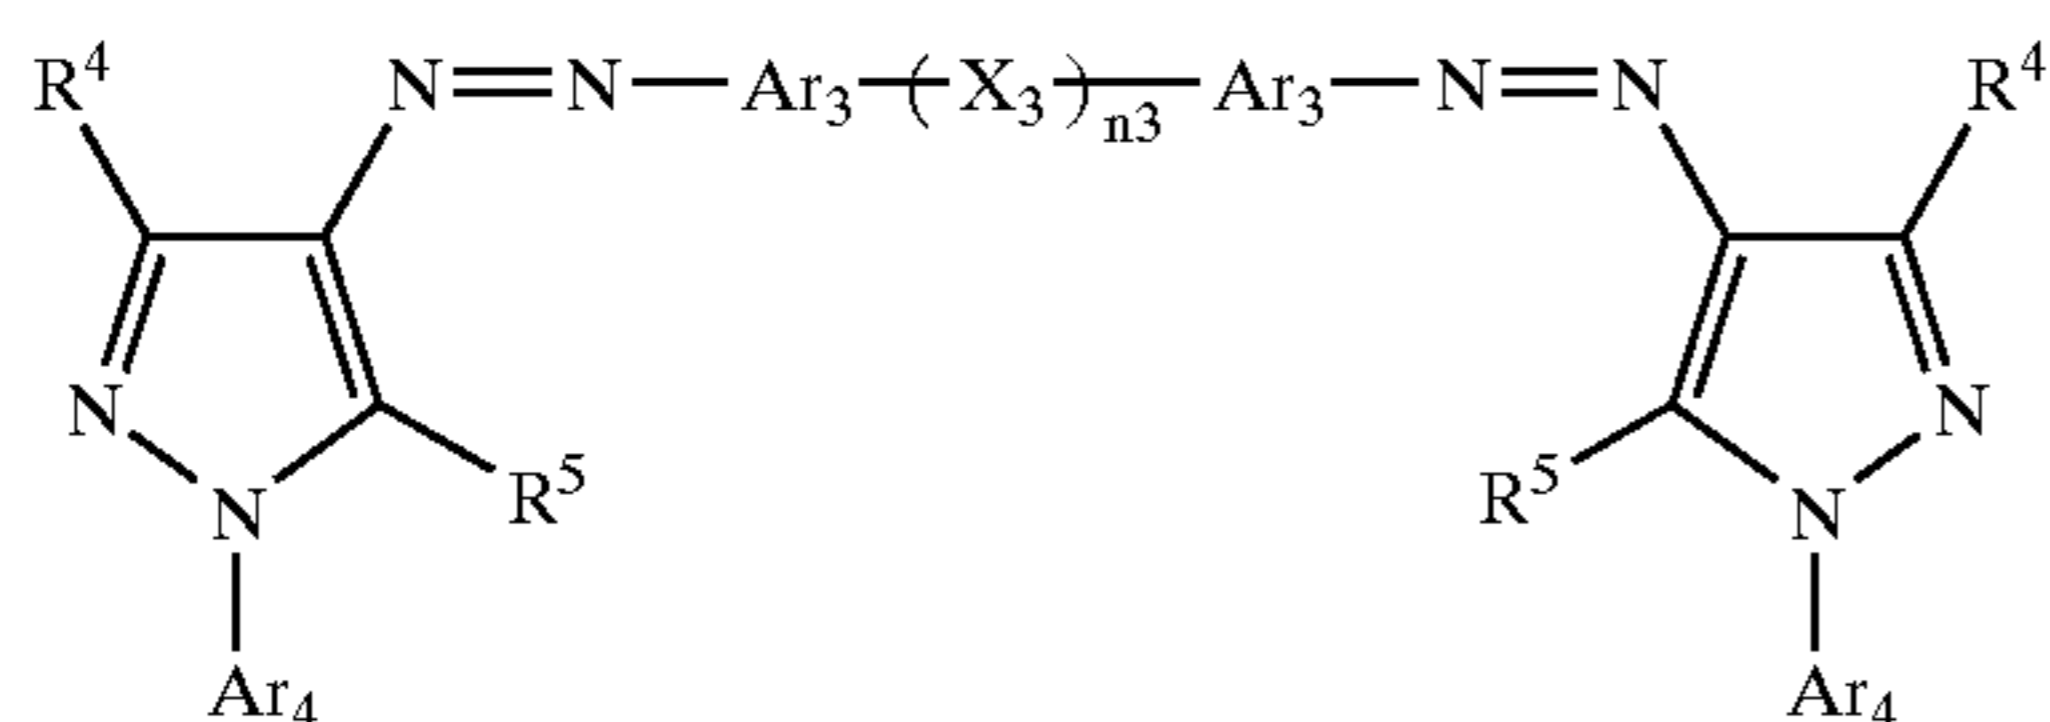 R⁴ N=N—Ar₃—(X₃)ₙ₃—Ar₃—N=N R⁴
N R⁵ R⁵ N
N N
Ar₄ Ar₄